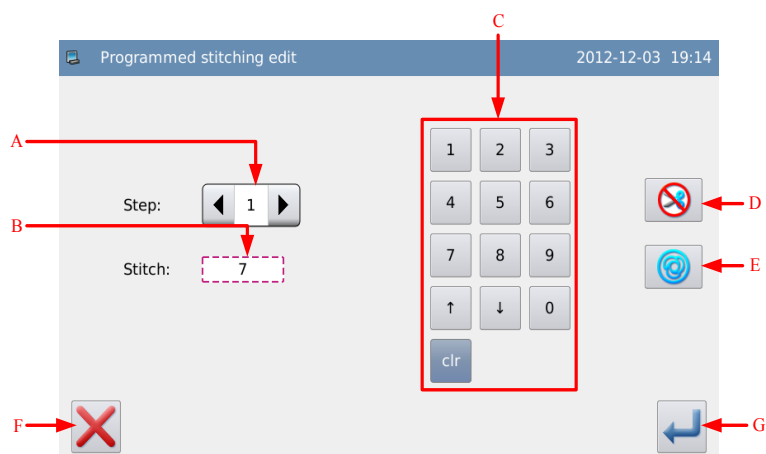 C
Programmed stitching edit 2012-12-03 19:14
A
1 2 3
Step: 1
4 5 6
D
B
Stitch: 7
7 8 9
E
↑ ↓ 0
clr
F
G